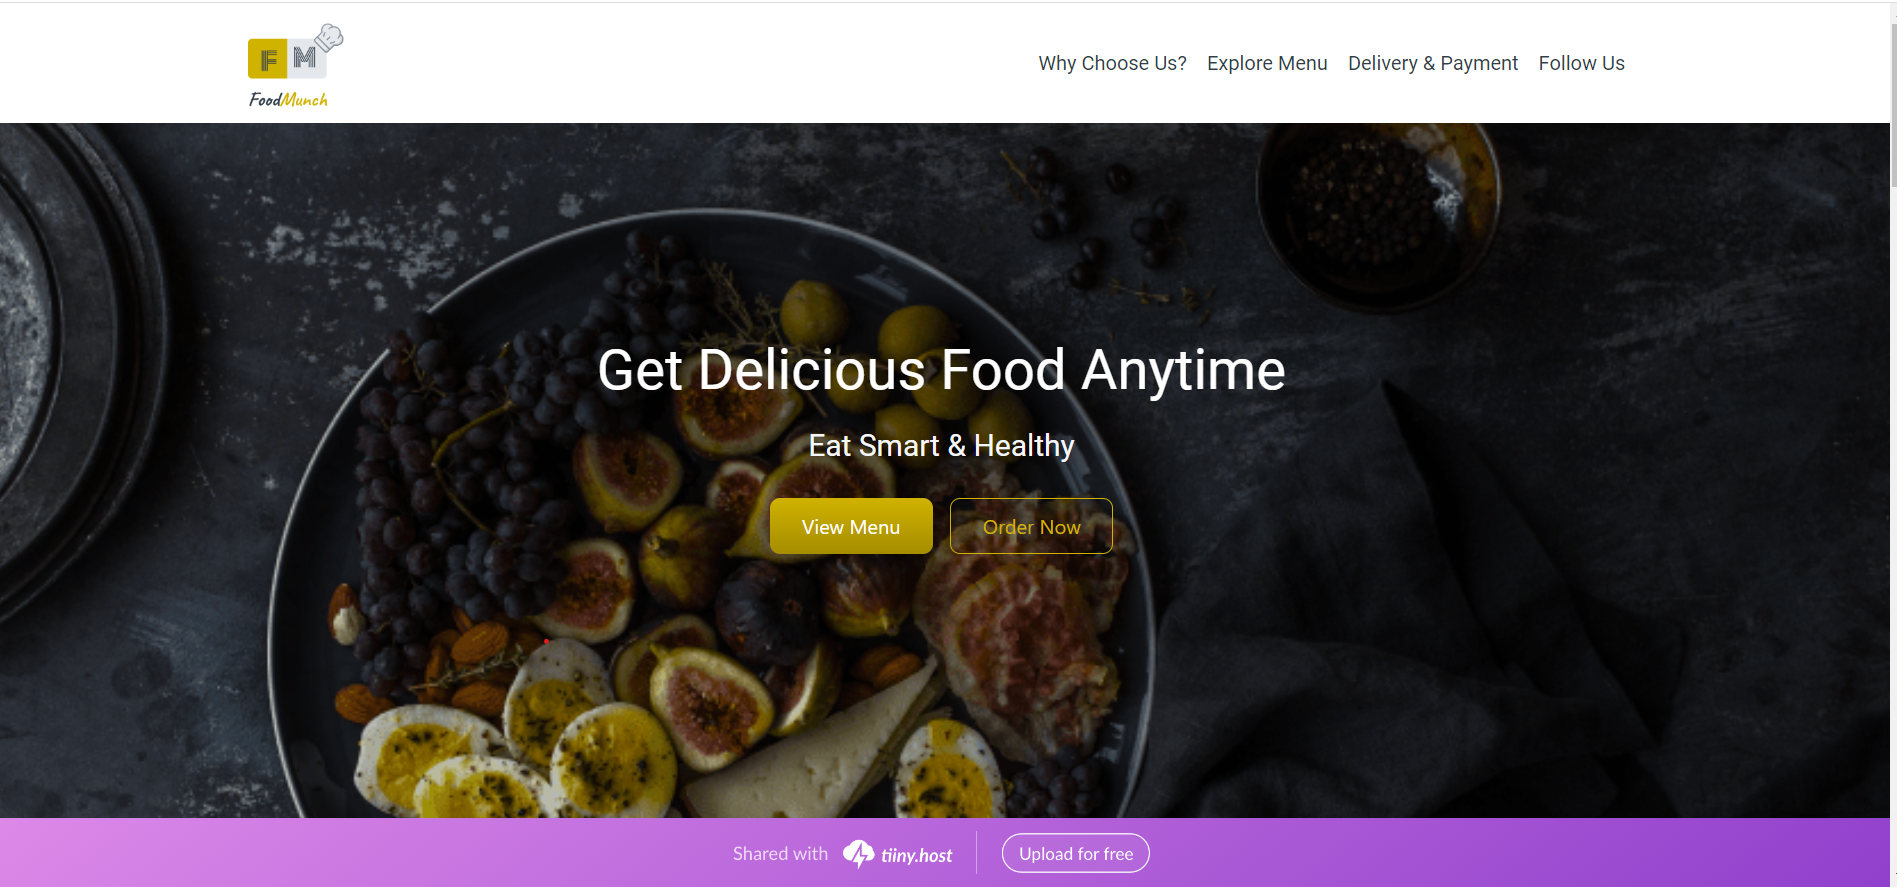 F M
FoodMunch
Why Choose Us? Explore Menu Delivery & Payment Follow Us
Get Delicious Food Anytime
Eat Smart & Healthy
View Menu Order Now
Shared with tiiny.host Upload for free